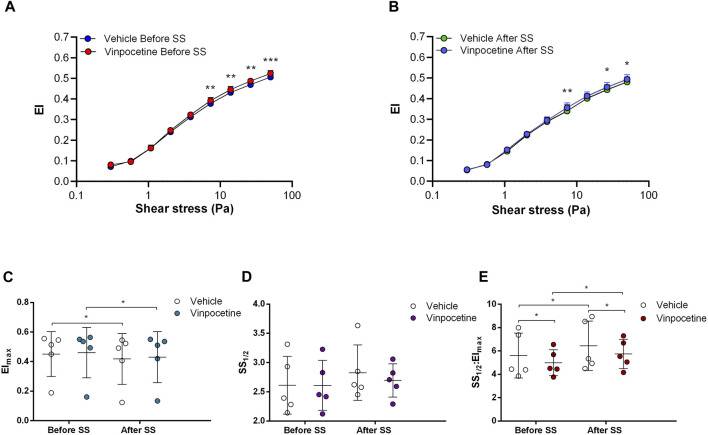 A
Vehicle Before SS
Vinpocetine Before SS
0.7
0.6
0.5
0.4
0.3
0.2
0.1
0.0
EI
** ** ** ***
0.1 1 10 100
Shear stress (Pa)
B
Vehicle After SS
Vinpocetine After SS
0.7
0.6
0.5
0.4
0.3
0.2
0.1
0.0
EI
** * *
0.1 1 10 100
Shear stress (Pa)
C
Vehicle
Vinpocetine
0.8
0.6
0.4
0.2
0.0
EImax
*
*
Before SS After SS
D
Vehicle
Vinpocetine
4.0
3.5
3.0
2.5
2.0
SS1/2
Before SS After SS
E
Vehicle
Vinpocetine
10
8
6
4
2
0
SS1/2:EImax
*
*
* *
Before SS After SS